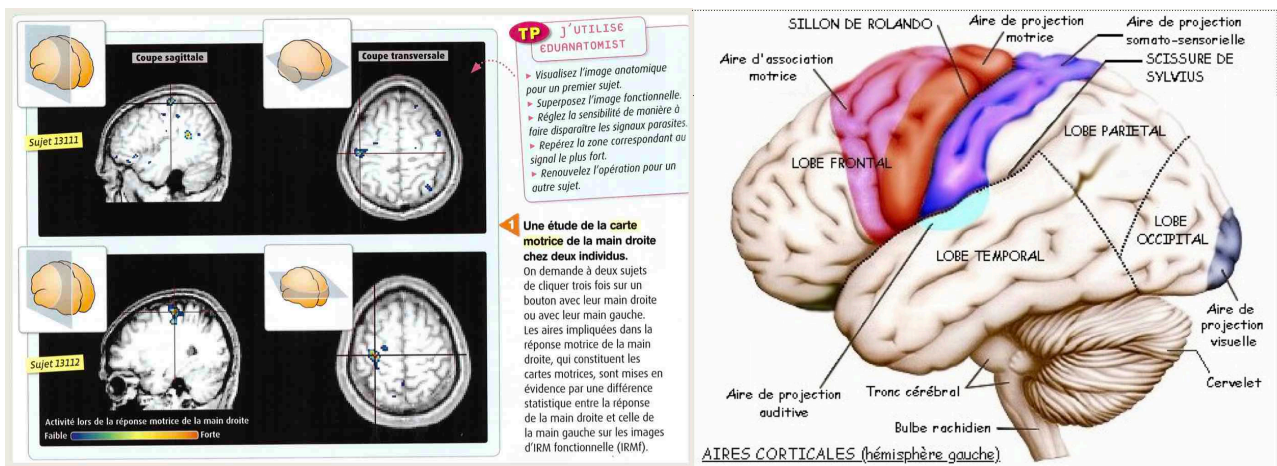 Coupe sagittale
Coupe transversale
Sujet 13111
Sujet 13112
Activité lors de la réponse motrice de la main droite
Faible
Forte
TP J'UTILISE
EDUANATOMIST
▶ Visualisez l'image anatomique
pour un premier sujet.
▶ Superposez l'image fonctionnelle.
▶ Réglez la sensibilité de manière à
faire disparaître les signaux parasites.
▶ Repérez la zone correspondant au
signal le plus fort.
▶ Renouvelez l'opération pour un
autre sujet.
1 Une étude de la carte
motrice de la main droite
chez deux individus.
On demande à deux sujets
de cliquer trois fois sur un
bouton avec leur main droite
ou avec leur main gauche.
Les aires impliquées dans la
réponse motrice de la main
droite, qui constituent les
cartes motrices, sont mises en
évidence par une différence
statistique entre la réponse
de la main droite et celle de
la main gauche sur les images
d'IRM fonctionnelle (IRMf).
SILLON DE ROLANDO
Aire de projection
motrice
Aire de projection
somato-sensorielle
SCISSURE DE
SYLVIUS
Aire d'association
motrice
LOBE PARIETAL
LOBE FRONTAL
LOBE
OCCIPITAL
LOBE TEMPORAL
Aire de
projection
visuelle
Cervelet
Aire de projection
auditive
Tronc cérébral
Bulbe rachidien
AIRES CORTICALES (hémisphère gauche)